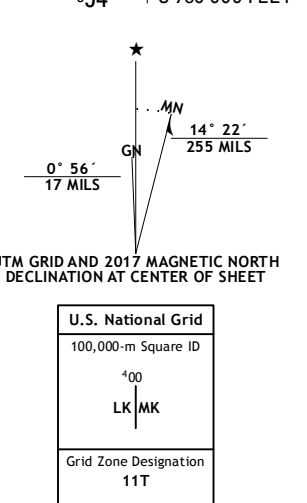 ⁵94
MN
14° 22´
255 MILS
GN
0° 56´
17 MILS
UTM GRID AND 2017 MAGNETIC NORTH
DECLINATION AT CENTER OF SHEET
U.S. National Grid
100,000-m Square ID
⁴00
LK MK
Grid Zone Designation
11T